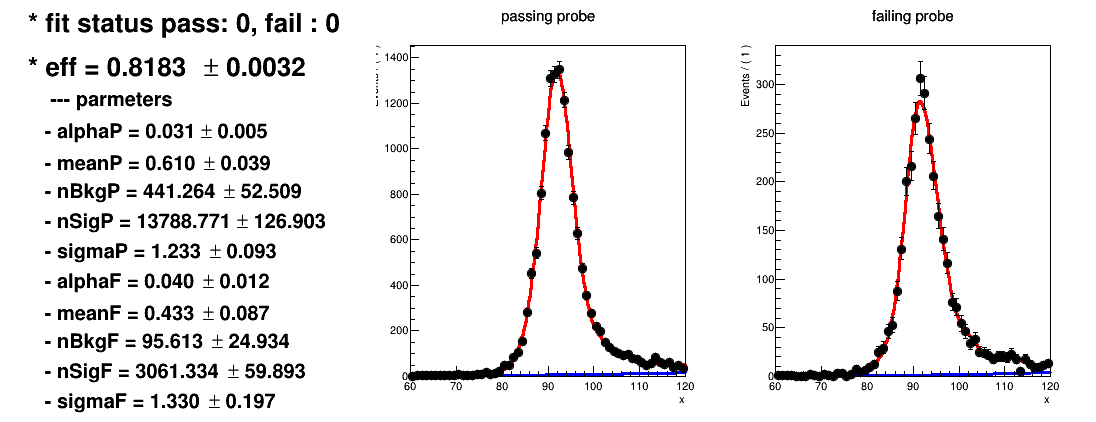 * fit status pass: 0, fail : 0
* eff = 0.8183 ± 0.0032
--- parmeters
- alphaP = 0.031 ± 0.005
- meanP = 0.610 ± 0.039
- nBkgP = 441.264 ± 52.509
- nSigP = 13788.771 ± 126.903
- sigmaP = 1.233 ± 0.093
- alphaF = 0.040 ± 0.012
- meanF = 0.433 ± 0.087
- nBkgF = 95.613 ± 24.934
- nSigF = 3061.334 ± 59.893
- sigmaF = 1.330 ± 0.197
passing probe
1400
1200
1000
800
600
400
200
0
60 70 80 90 100 110 120
x
failing probe
Events / ( 1 )
300
250
200
150
100
50
0
60 70 80 90 100 110 120
x